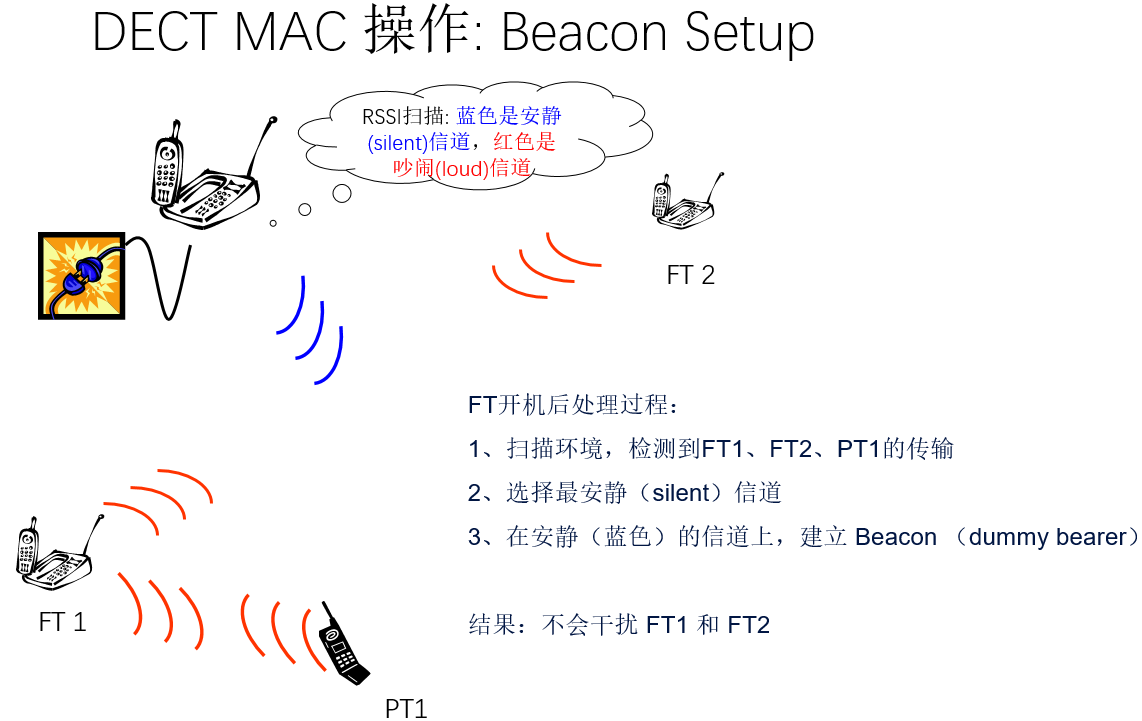 DECT MAC 操作: Beacon Setup
RSSI扫描: 蓝色是安静
(silent)信道，红色是
吵闹(loud)信道
FT 2
FT开机后处理过程：
1、扫描环境，检测到FT1、FT2、PT1的传输
2、选择最安静（silent）信道
3、在安静（蓝色）的信道上，建立 Beacon （dummy bearer）
FT 1
结果：不会干扰 FT1 和 FT2
PT1